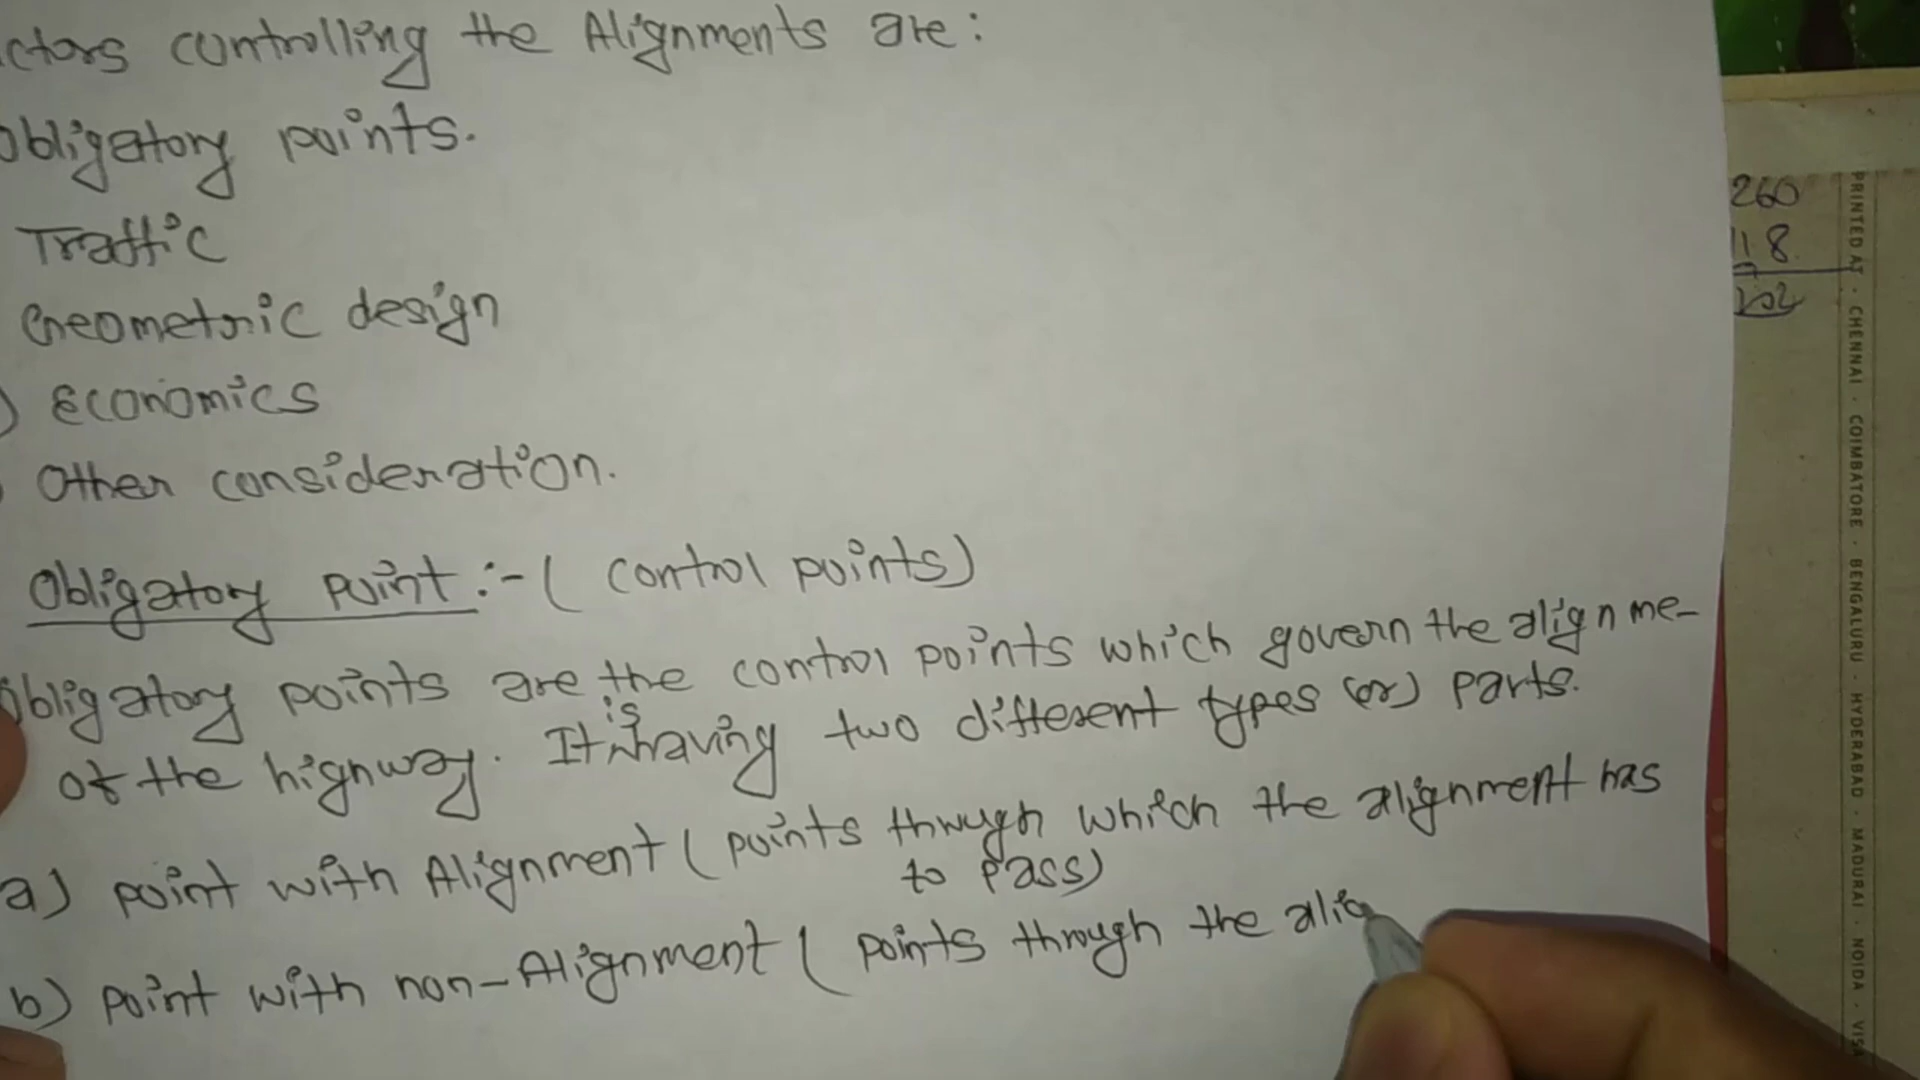 ctors controlling the Alignments are:
obligatory points.
Traffic
Geometric design
) Economics
Other consideration.
Obligatory point :- ( control points)
obligatory points are the control points which govern the alignme-
of the highway. It is having two different types (or) parts.
a) point with Alignment ( points through which the alignment has
to pass)
b) point with non-Alignment ( points through the alig
260
118
202
PRINTED AT · CHENNAI · COIMBATORE · BENGALURU · HYDERABAD · MADURAI · NOIDA · VISA